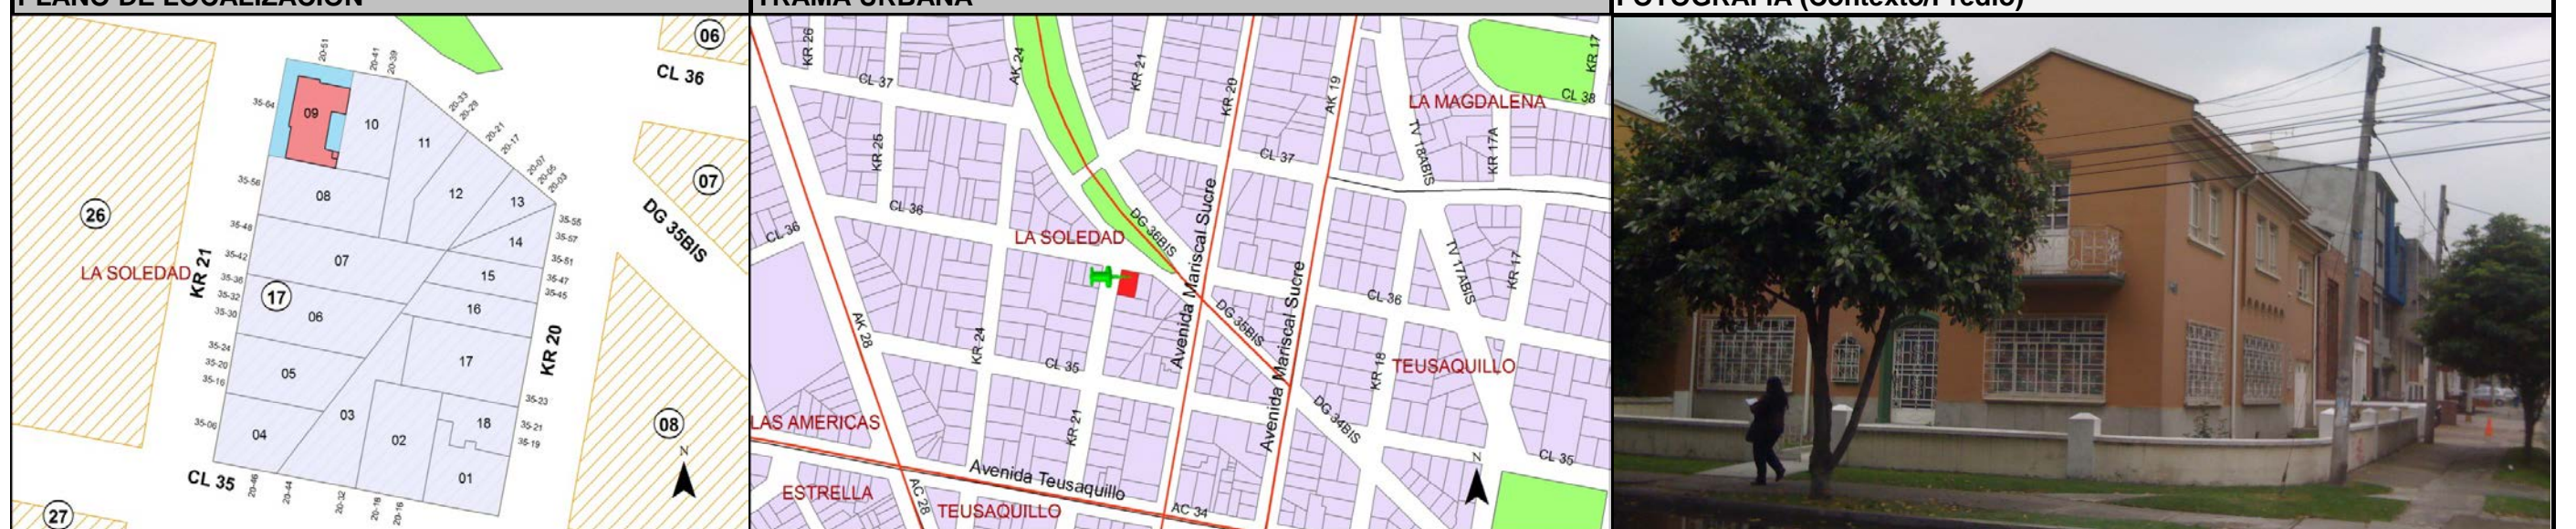 PLANO DE LOCALIZACIÓN
TRAMA URBANA
FOTOGRAFÍA (Contexto/Predio)
20-51
20-41
20-39
06
CL 36
35-64
09
10
11
20-33
20-29
20-21
20-17
20-07
20-05
20-03
07
DG 35BIS
35-56
08
12
13
26
35-55
35-57
14
35-48
07
35-51
LA SOLEDAD
KR 21
35-42
35-36
35-32
35-30
17
15
35-47
35-45
06
16
KR 20
35-24
35-20
35-16
05
17
35-23
35-06
04
03
02
18
35-21
35-19
08
N
CL 35
20-46
20-44
20-32
20-18
20-16
01
27
KR 26
CL 37
AK 24
KR 21
KR 20
AK 19
LA MAGDALENA
KR 17
CL 38
KR 25
TV 18ABIS
KR 17A
CL 37
CL 36
CL 36
LA SOLEDAD
DG 36BIS
Avenida Mariscal Sucre
TV 17ABIS
KR 17
CL 36
AK 28
KR 24
CL 35
DG 35BIS
Avenida Mariscal Sucre
KR 18
TEUSAQUILLO
LAS AMERICAS
KR 21
DG 34BIS
CL 35
Avenida Teusaquillo
N
ESTRELLA
AC 28
TEUSAQUILLO
AC 34